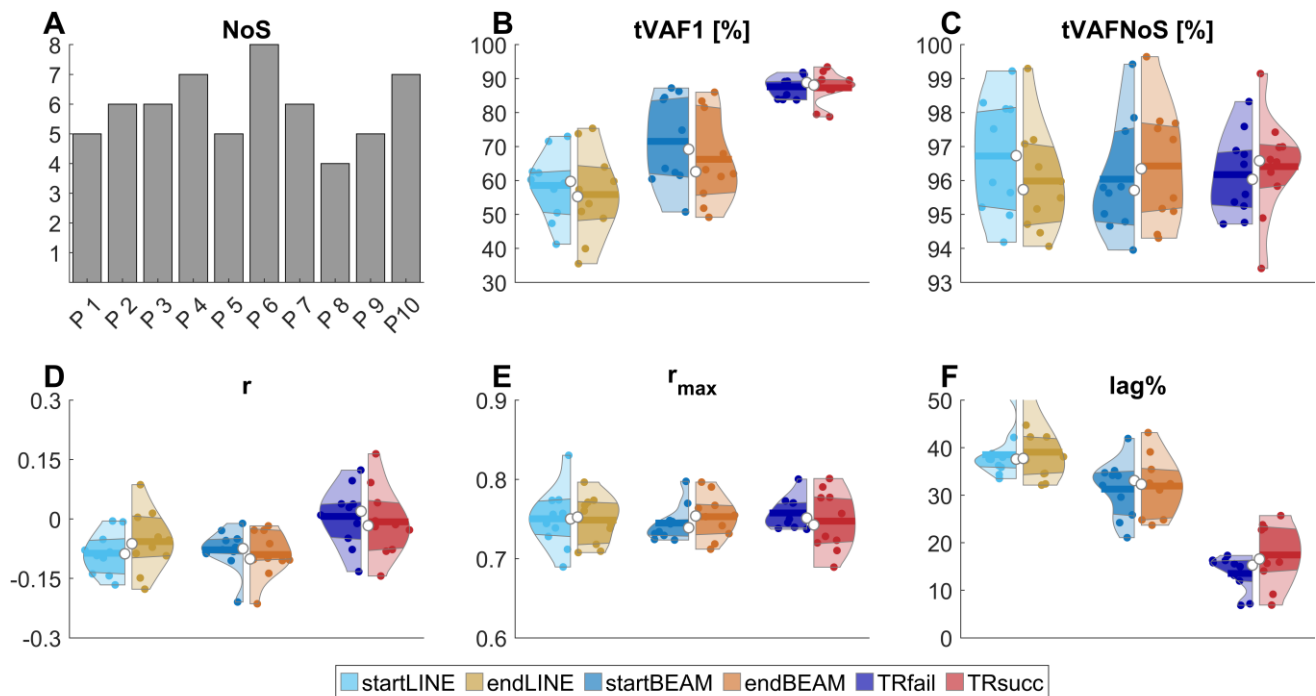 A
NoS
8
7
6
5
4
3
2
1
P 1
P 2
P 3
P 4
P 5
P 6
P 7
P 8
P 9
P10
B
tVAF1 [%]
100
90
80
70
60
50
40
30
C
tVAFNoS [%]
100
99
98
97
96
95
94
93
D
r
0.3
0.15
0
-0.15
-0.3
E
rmax
0.9
0.8
0.7
0.6
F
lag%
50
40
30
20
10
0
startLINE endLINE startBEAM endBEAM TRfail TRsucc